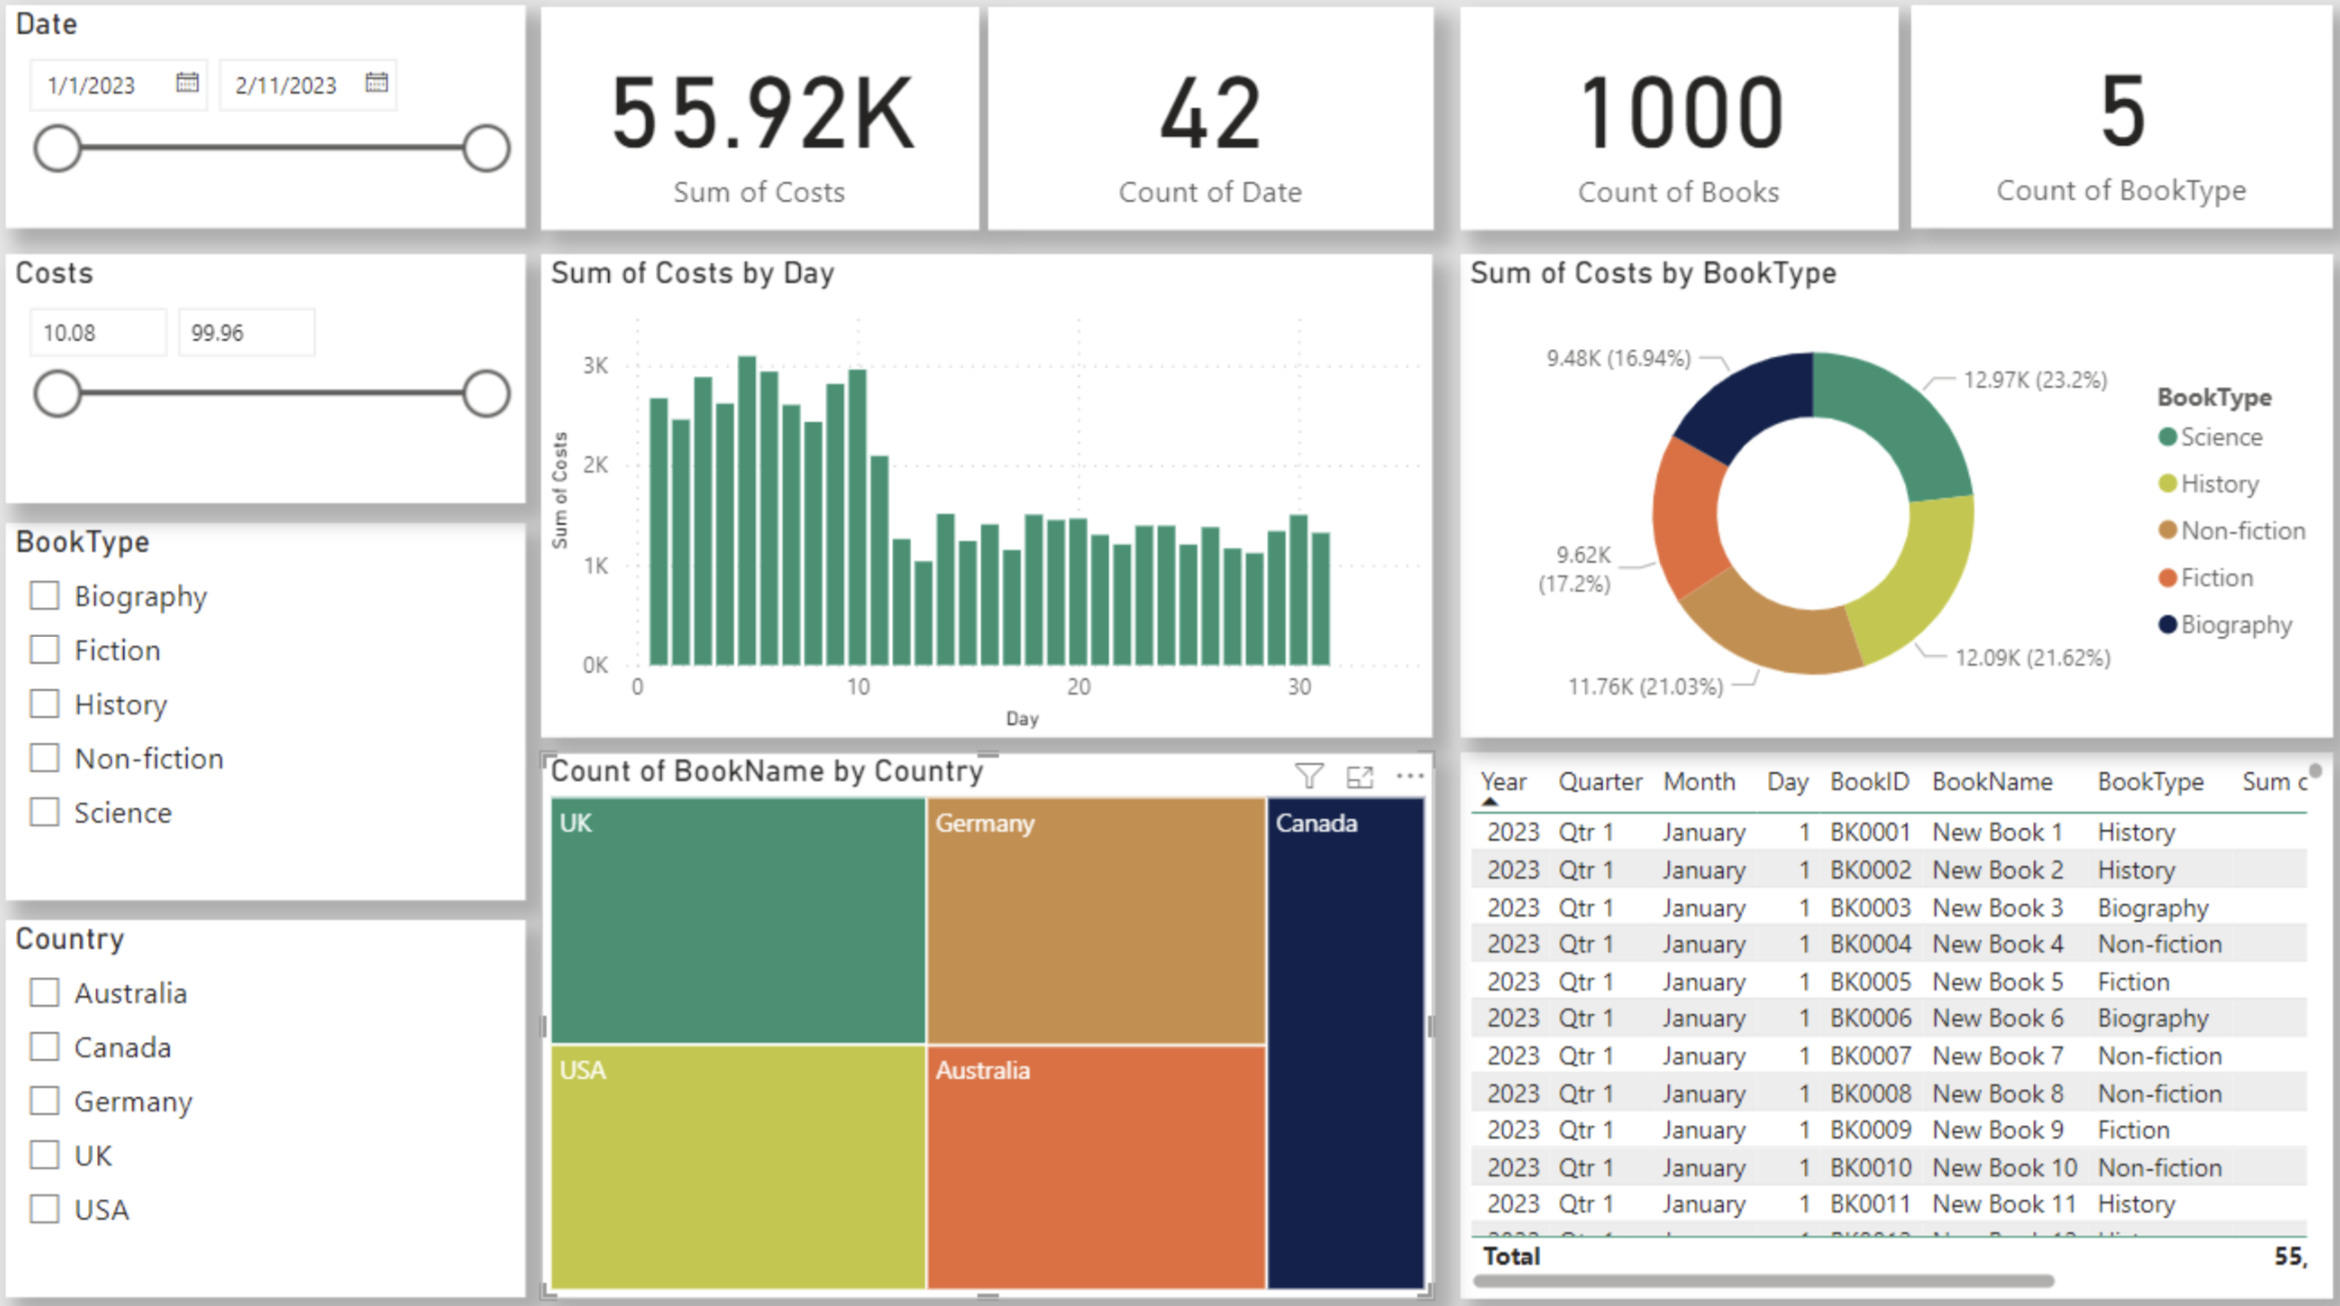 Date
1/1/2023 2/11/2023
55.92K
Sum of Costs
42
Count of Date
1000
Count of Books
5
Count of BookType
Costs
10.08 99.96
BookType
Biography
Fiction
History
Non-fiction
Science
Country
Australia
Canada
Germany
UK
USA
Sum of Costs by Day
Sum of Costs
3K
2K
1K
0K
0 10 20 30
Day
Sum of Costs by BookType
9.48K (16.94%)
12.97K (23.2%)
9.62K
(17.2%)
12.09K (21.62%)
11.76K (21.03%)
BookType
Science
History
Non-fiction
Fiction
Biography
Count of BookName by Country
UK
Germany
Canada
USA
Australia
Year Quarter Month Day BookID BookName BookType Sum
2023 Qtr 1 January 1 BK0001 New Book 1 History
2023 Qtr 1 January 1 BK0002 New Book 2 History
2023 Qtr 1 January 1 BK0003 New Book 3 Biography
2023 Qtr 1 January 1 BK0004 New Book 4 Non-fiction
2023 Qtr 1 January 1 BK0005 New Book 5 Fiction
2023 Qtr 1 January 1 BK0006 New Book 6 Biography
2023 Qtr 1 January 1 BK0007 New Book 7 Non-fiction
2023 Qtr 1 January 1 BK0008 New Book 8 Non-fiction
2023 Qtr 1 January 1 BK0009 New Book 9 Fiction
2023 Qtr 1 January 1 BK0010 New Book 10 Non-fiction
2023 Qtr 1 January 1 BK0011 New Book 11 History
Total 55,